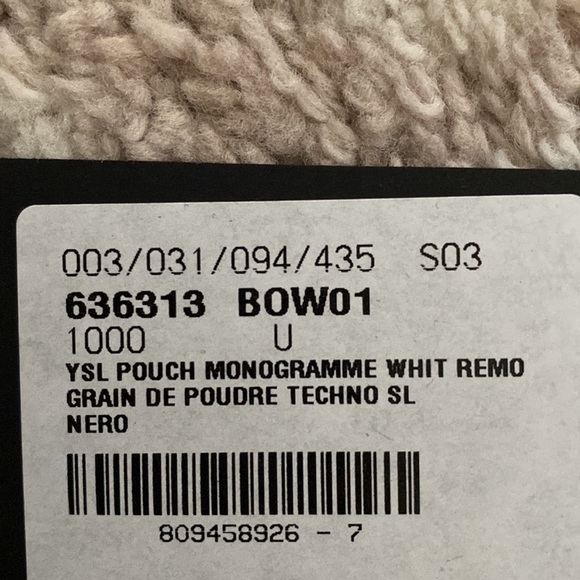 003/031/094/435 S03
636313 BOW01
1000 U
YSL POUCH MONOGRAMME WHIT REMO
GRAIN DE POUDRE TECHNO SL
NERO
809458926 - 7